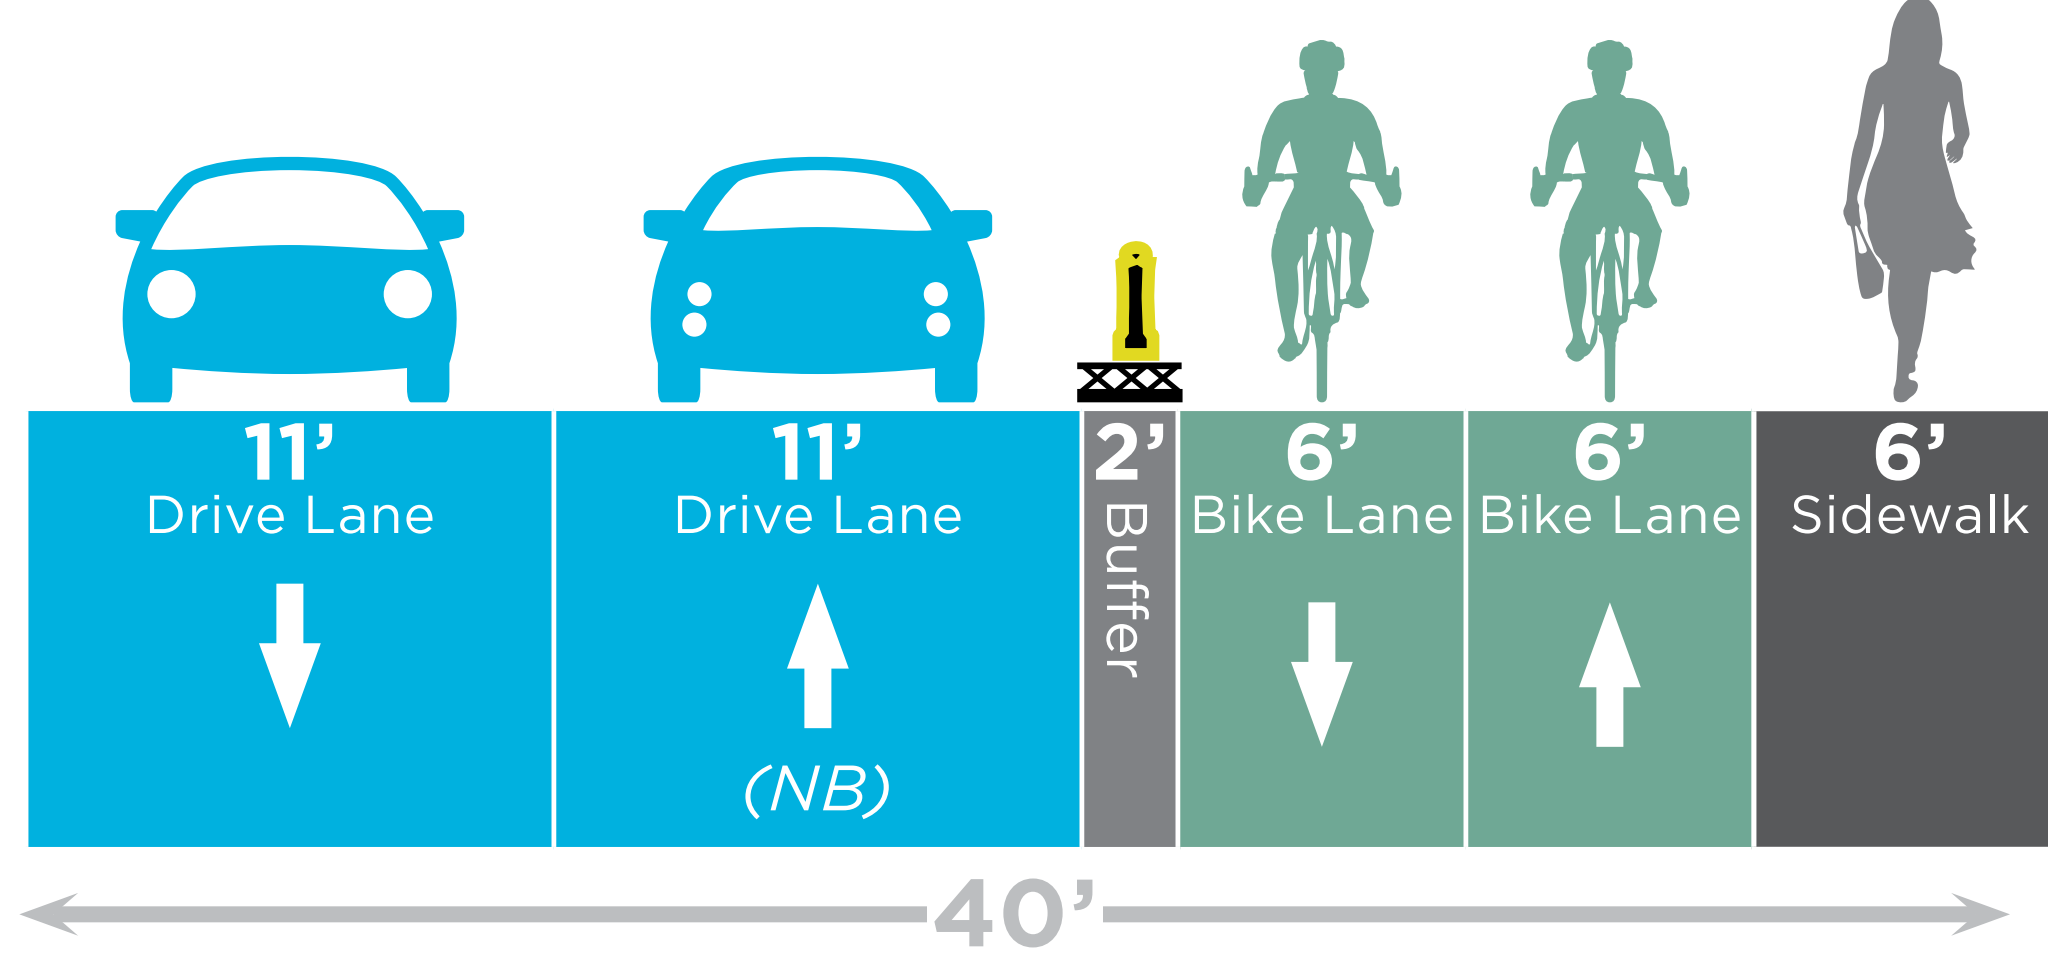 11’
Drive Lane
11’
Drive Lane
(NB)
2’
Buffer
6’
Bike Lane
6’
Bike Lane
6’
Sidewalk
40’